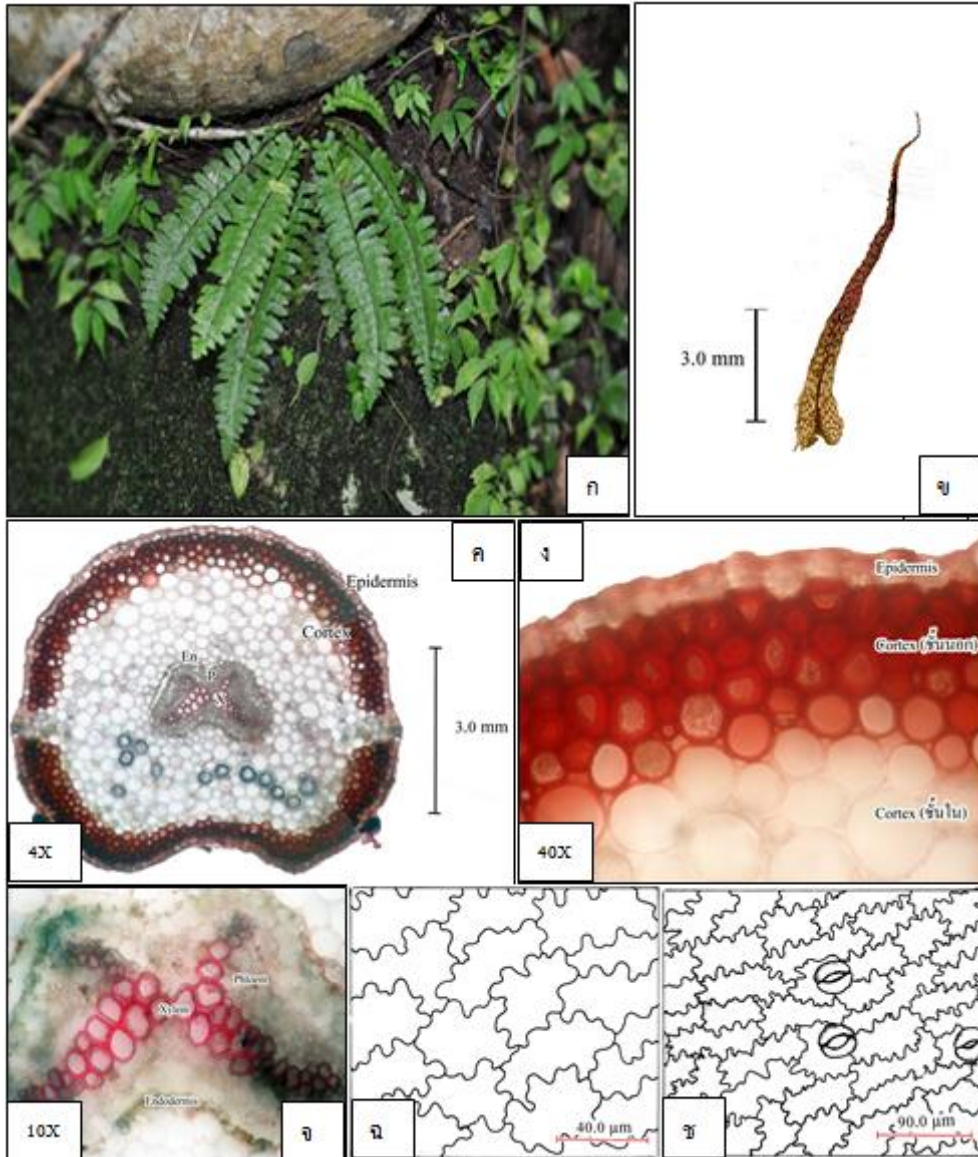 ก
3.0 mm
ข
ค
Epidermis
Cortex
En
P
3.0 mm
4X
ง
Epidermis
Cortex (ชั้นนอก)
Cortex (ชั้นใน)
40X
Phloem
Xylem
Endodermis
10X
จ
ฉ
40.0 µm
ช
90.0 µm